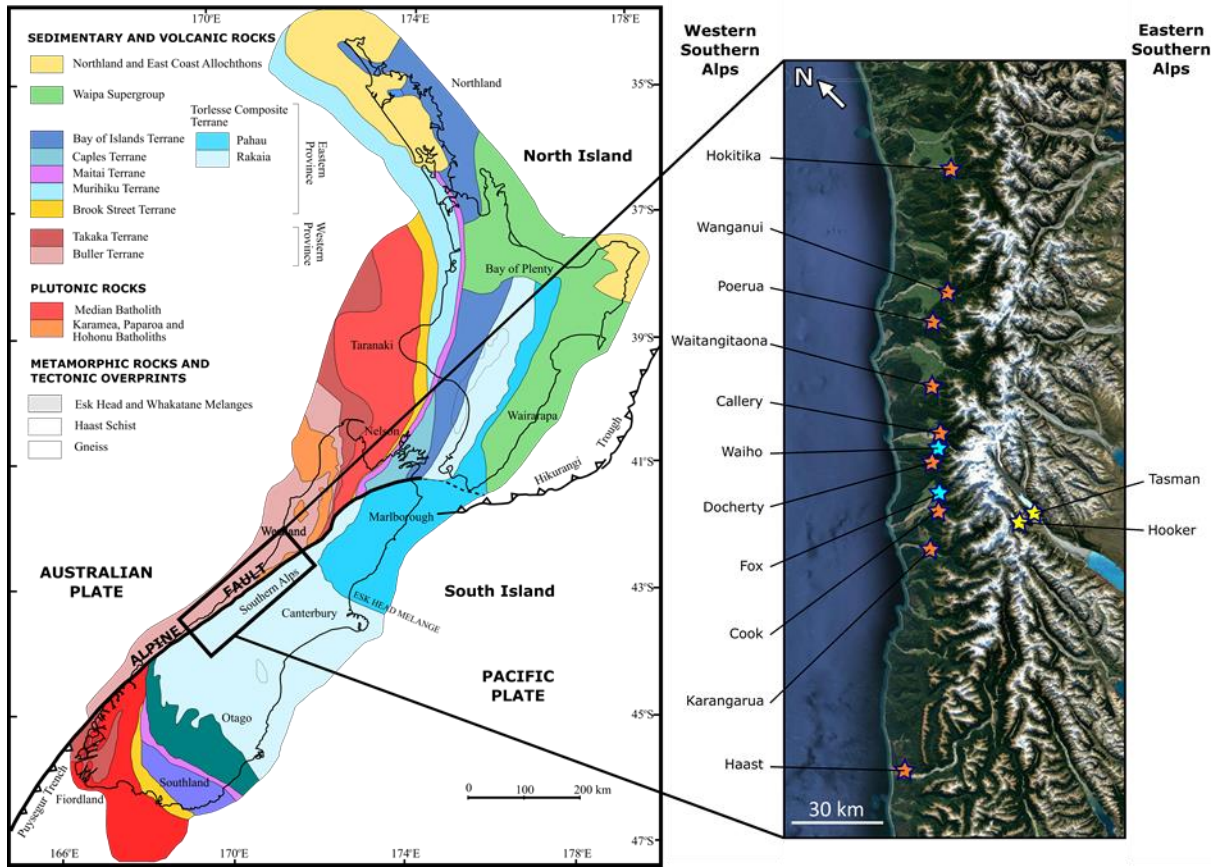 170°E
174°E
178°E
SEDIMENTARY AND VOLCANIC ROCKS
Northland and East Coast Allochthons
Waipa Supergroup
Torlesse Composite
Terrane
Bay of Islands Terrane
Pahau
Caples Terrane
Rakaia
Maitai Terrane
Murihiku Terrane
Brook Street Terrane
Eastern
Province
Takaka Terrane
Buller Terrane
Western
Province
PLUTONIC ROCKS
Median Batholith
Karamea, Paparoa and
Hohonu Batholiths
METAMORPHIC ROCKS AND
TECTONIC OVERPRINTS
Esk Head and Whakatane Melanges
Haast Schist
Gneiss
Northland
35°S
North Island
37°S
Bay of Plenty
Taranaki
39°S
Wairarapa
Nelson
Hikurangi Trough
41°S
Marlborough
Westland
AUSTRALIAN
PLATE
ALPINE FAULT
Southern Alps
Canterbury
ESK HEAD MELANGE
South Island
43°S
PACIFIC
PLATE
Otago
45°S
Southland
Fiordland
Puysegur Trench
0 100 200 km
47°S
166°E
170°E
174°E
178°E
Western
Southern
Alps
Eastern
Southern
Alps
N
Hokitika
Wanganui
Poerua
Waitangitaona
Callery
Waiho
Docherty
Fox
Cook
Karangarua
Haast
Tasman
Hooker
30 km